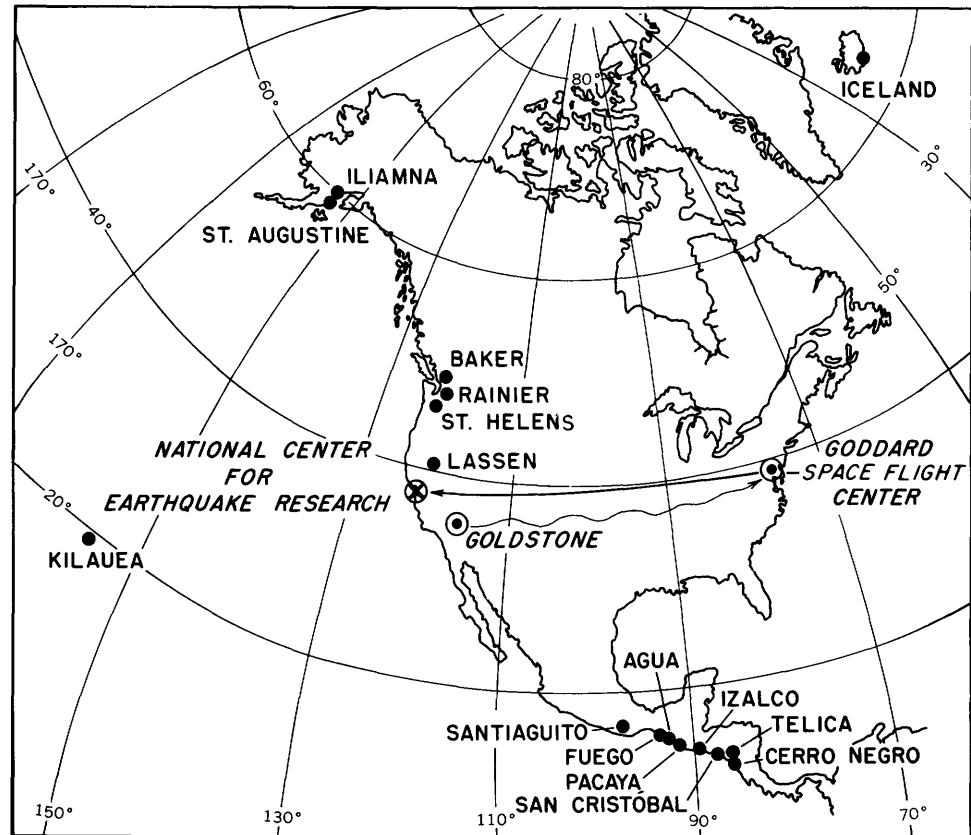 80°
ICELAND
60°
30°
170°
ILIAMNA
40°
ST. AUGUSTINE
50°
170°
BAKER
RAINIER
ST. HELENS
NATIONAL CENTER
FOR
EARTHQUAKE RESEARCH
LASSEN
GODDARD
SPACE FLIGHT
CENTER
20°
GOLDSTONE
KILAUEA
AGUA
IZALCO
TELICA
SANTIAGUITO
FUEGO
CERRO NEGRO
PACAYA
SAN CRISTOBAL
150°
130°
110°
90°
70°